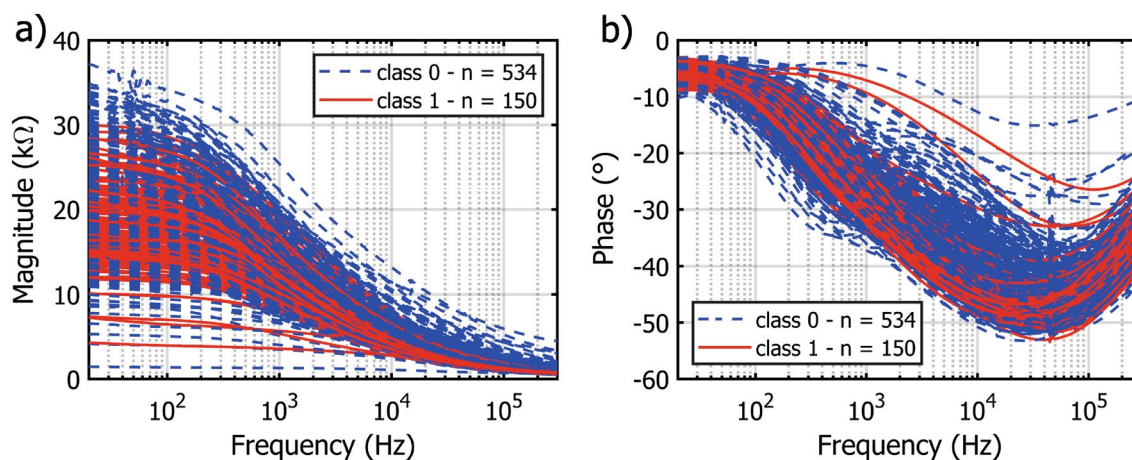 a)
40
30
20
10
0
Magnitude (kΩ)
class 0 - n = 534
class 1 - n = 150
10² 10³ 10⁴ 10⁵
Frequency (Hz)
b)
0
-10
-20
-30
-40
-50
-60
Phase (°)
class 0 - n = 534
class 1 - n = 150
10² 10³ 10⁴ 10⁵
Frequency (Hz)